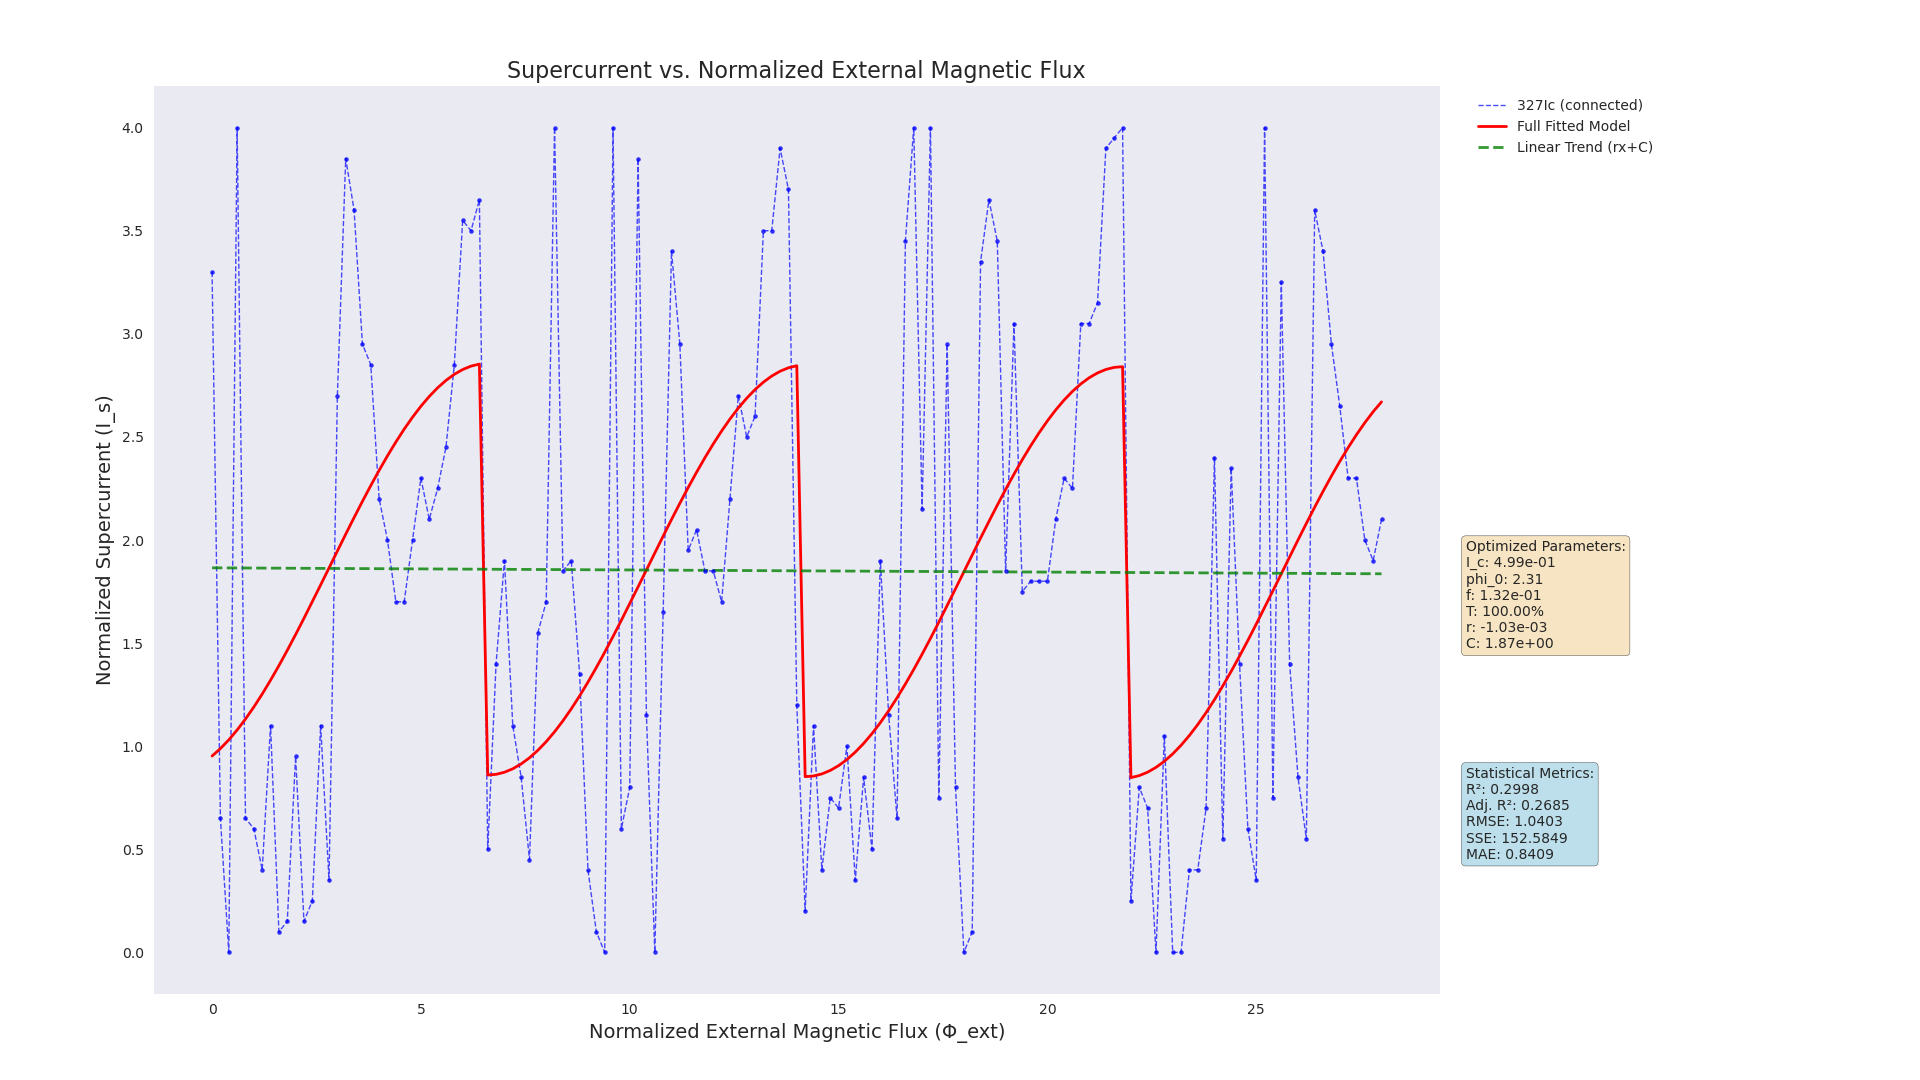 Supercurrent vs. Normalized External Magnetic Flux
Normalized Supercurrent (I_s)
4.0
3.5
3.0
2.5
2.0
1.5
1.0
0.5
0.0
0 5 10 15 20 25
Normalized External Magnetic Flux (Φ_ext)
327Ic (connected)
Full Fitted Model
Linear Trend (rx+C)
Optimized Parameters:
I_c: 4.99e-01
phi_0: 2.31
f: 1.32e-01
T: 100.00%
r: -1.03e-03
C: 1.87e+00
Statistical Metrics:
R²: 0.2998
Adj. R²: 0.2685
RMSE: 1.0403
SSE: 152.5849
MAE: 0.8409